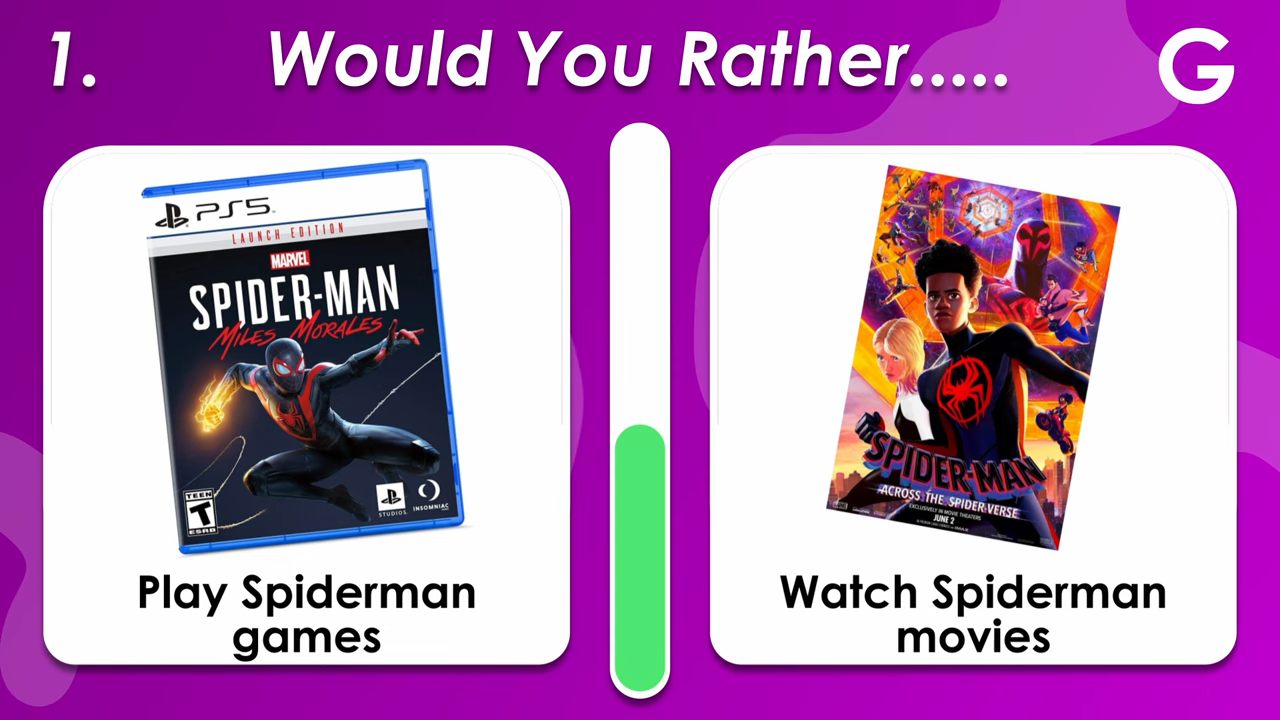 1.
Would You Rather.....
G
PS5
LAUNCH EDITION
MARVEL
SPIDER-MAN
MILES MORALES
TEEN
T
ESRB
PLAYSTATION STUDIOS
INSOMNIAC
Play Spiderman
games
SPIDER-MAN
ACROSS THE SPIDER-VERSE
EXCLUSIVELY IN MOVIE THEATERS
JUNE 2
Watch Spiderman
movies